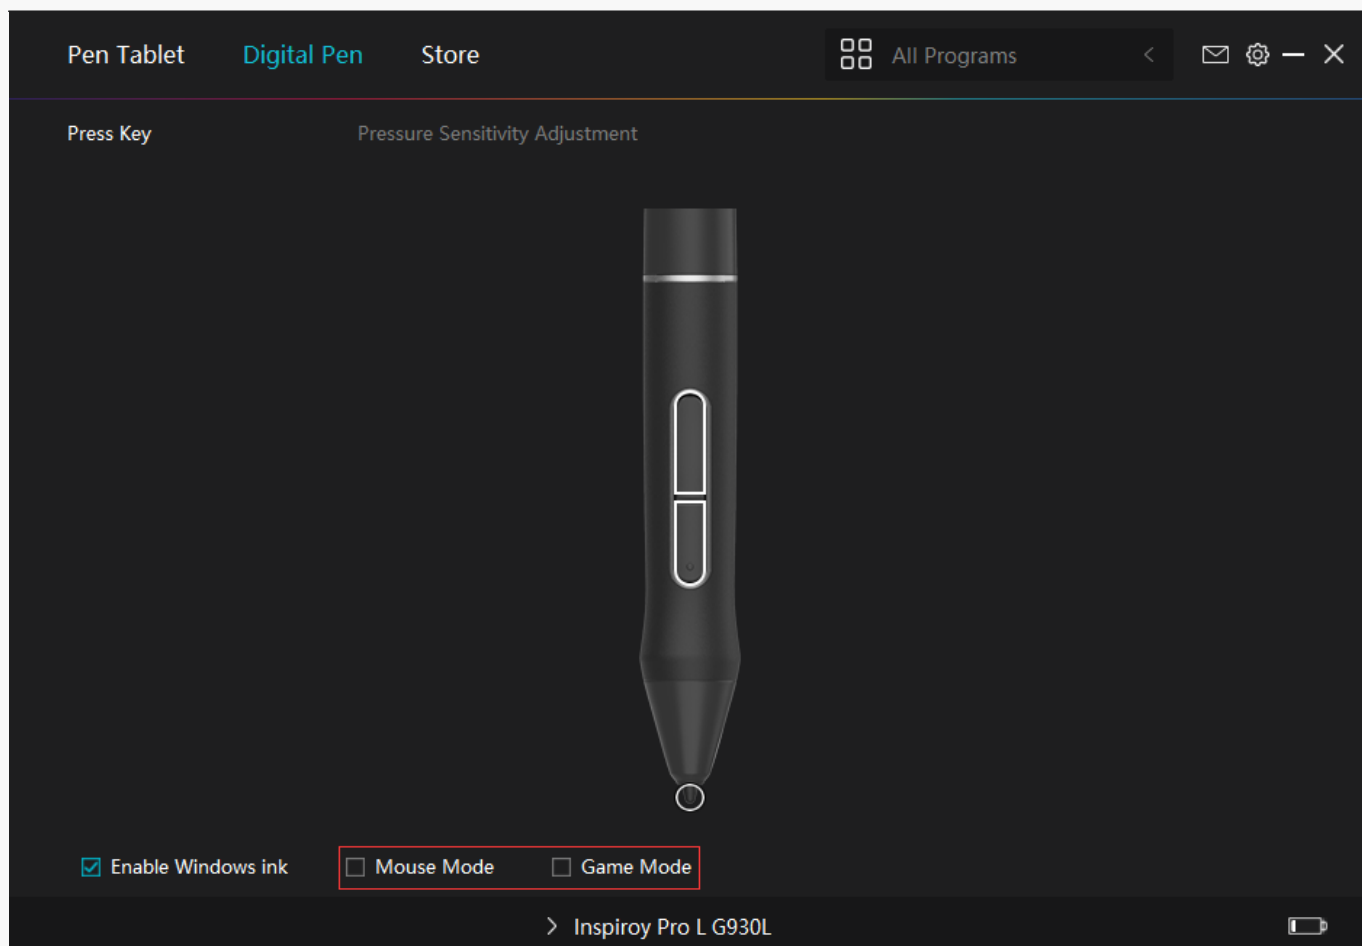 Pen Tablet Digital Pen Store All Programs
Press Key Pressure Sensitivity Adjustment
Enable Windows ink Mouse Mode Game Mode
Inspiroy Pro L G930L